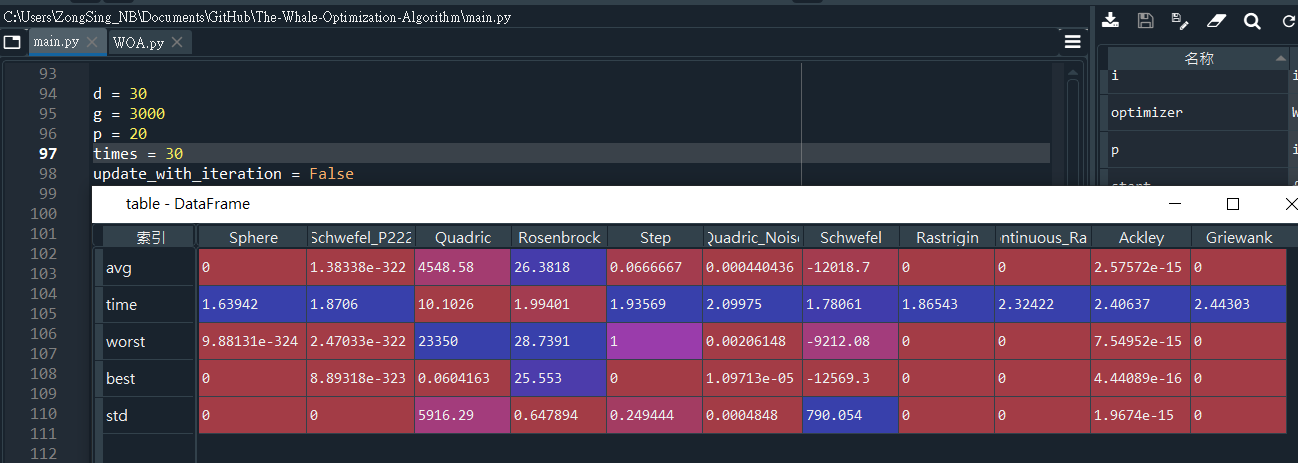 C:\Users\ZongSing_NB\Documents\GitHub\The-Whale-Optimization-Algorithm\main.py
main.py WOA.py
名称
93
94 d = 30
95 g = 3000
96 p = 20
97 times = 30
98 update_with_iteration = False
99
100
101
102
103
104
105
106
107
108
109
110
111
112
i
optimizer
p
table - DataFrame
索引 Sphere Schwefel_P222 Quadric Rosenbrock Step Quadric_Noise Schwefel Rastrigin ntinuous_Ra Ackley Griewank
avg 0 1.38338e-322 4548.58 26.3818 0.0666667 0.000440436 -12018.7 0 0 2.57572e-15 0
time 1.63942 1.8706 10.1026 1.99401 1.93569 2.09975 1.78061 1.86543 2.32422 2.40637 2.44303
worst 9.88131e-324 2.47033e-322 23350 28.7391 1 0.00206148 -9212.08 0 0 7.54952e-15 0
best 0 8.89318e-323 0.0604163 25.553 0 1.09713e-05 -12569.3 0 0 4.44089e-16 0
std 0 0 5916.29 0.647894 0.249444 0.0004848 790.054 0 0 1.9674e-15 0